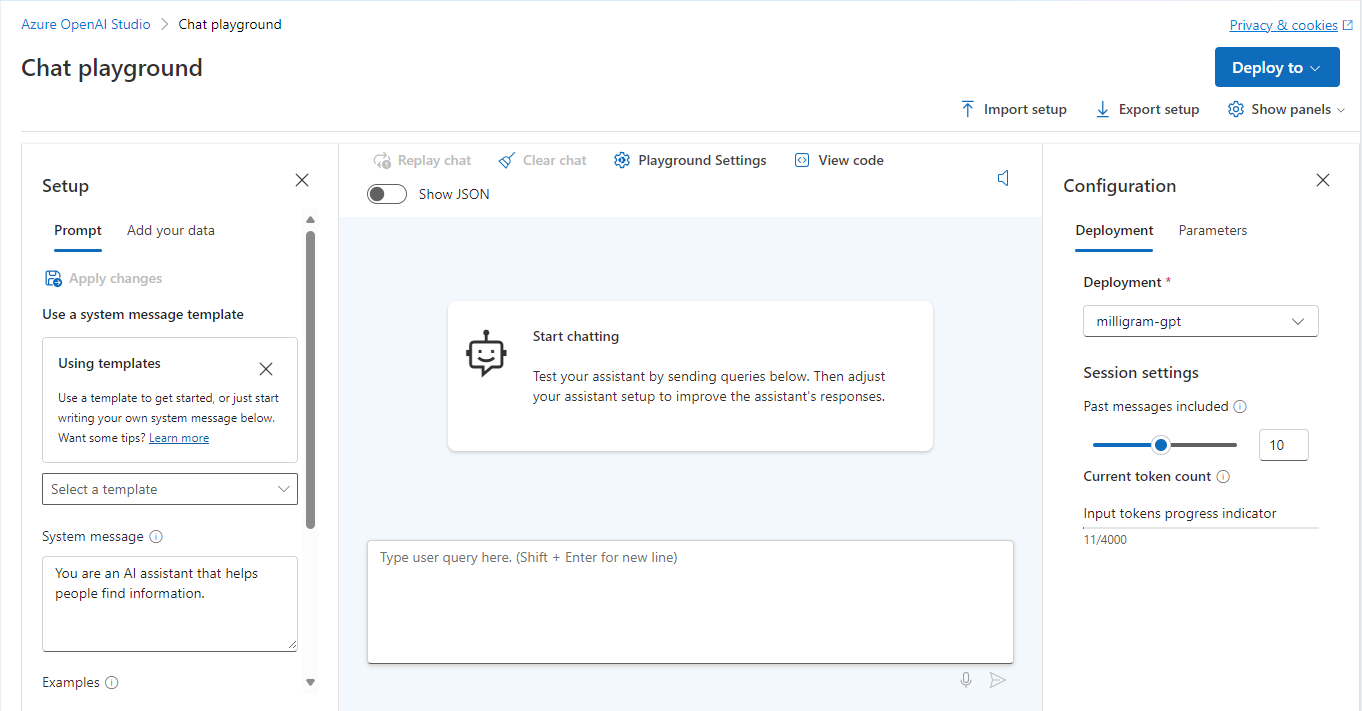 Azure OpenAI Studio > Chat playground
Privacy & cookies
Chat playground
Deploy to
Import setup
Export setup
Show panels
Setup
Prompt
Add your data
Apply changes
Use a system message template
Using templates
Use a template to get started, or just start
writing your own system message below.
Want some tips? Learn more
Select a template
System message
You are an AI assistant that helps
people find information.
Examples
Replay chat
Clear chat
Playground Settings
View code
Show JSON
Start chatting
Test your assistant by sending queries below. Then adjust
your assistant setup to improve the assistant's responses.
Type user query here. (Shift + Enter for new line)
Configuration
Deployment
Parameters
Deployment *
milligram-gpt
Session settings
Past messages included
10
Current token count
Input tokens progress indicator
11/4000